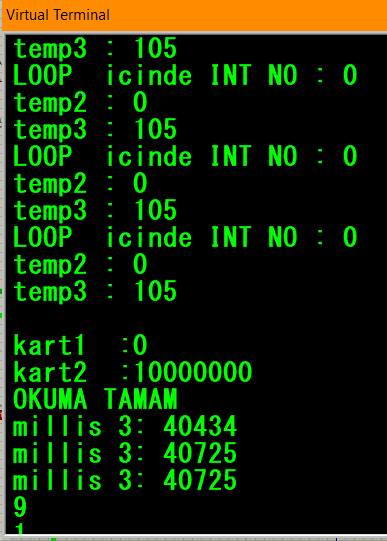 Virtual Terminal
temp3 : 105
LOOP  icinde INT NO : 0
temp2 : 0
temp3 : 105
LOOP  icinde INT NO : 0
temp2 : 0
temp3 : 105
LOOP  icinde INT NO : 0
temp2 : 0
temp3 : 105
kart1  :0
kart2  :10000000
OKUMA TAMAM
millis 3: 40434
millis 3: 40725
millis 3: 40725
9
1